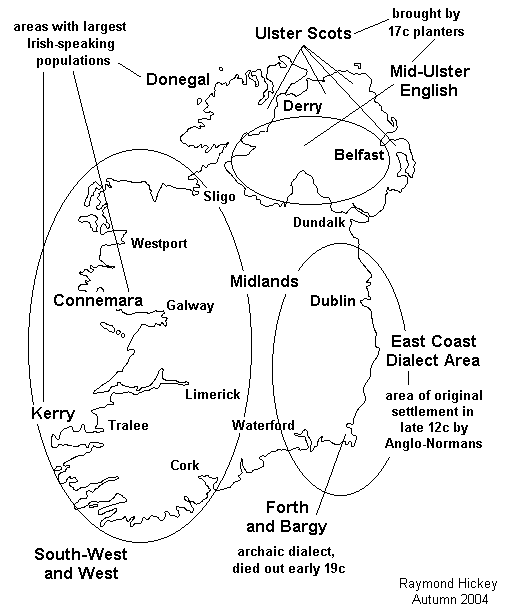 areas with largest
Irish-speaking
populations
Ulster Scots
brought by
17c planters
Donegal
Mid-Ulster
English
Derry
Belfast
Sligo
Dundalk
Westport
Midlands
Connemara
Galway
Dublin
East Coast
Dialect Area
area of original
settlement in
late 12c by
Anglo-Normans
Limerick
Kerry
Tralee
Waterford
Cork
Forth
and Bargy
archaic dialect,
died out early 19c
South-West
and West
Raymond Hickey
Autumn 2004